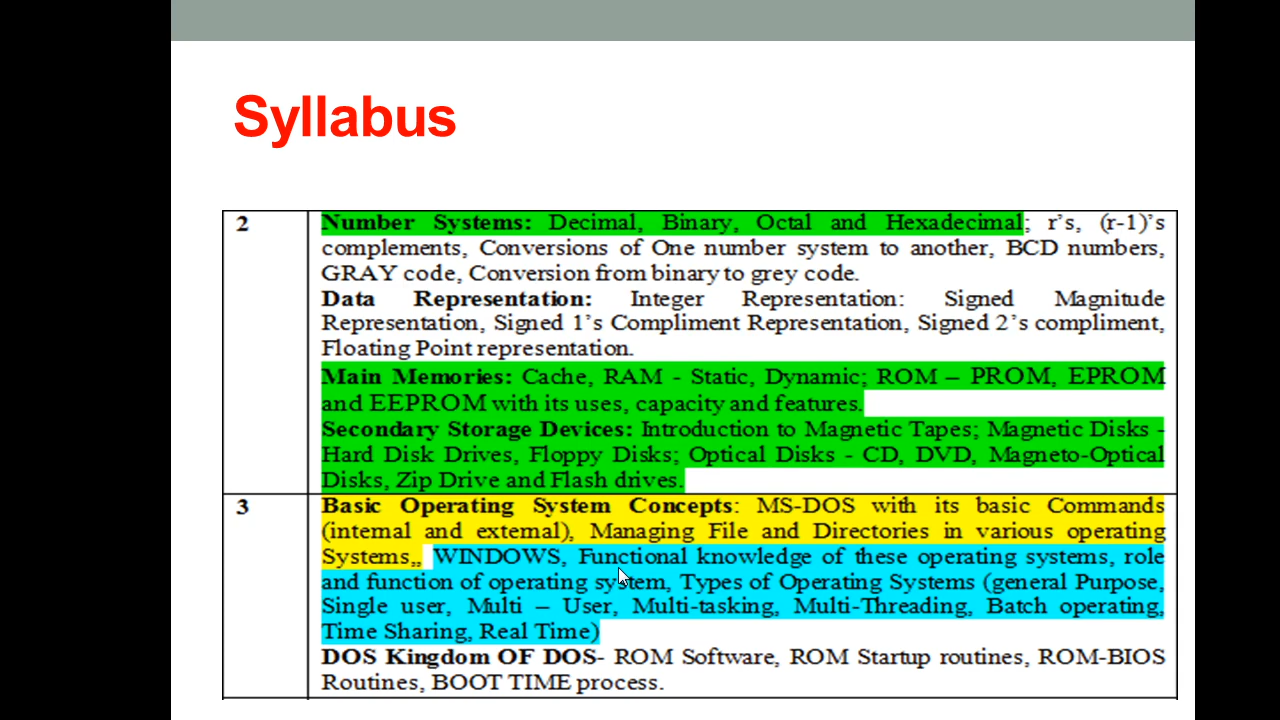 Syllabus
2
Number Systems: Decimal, Binary, Octal and Hexadecimal; r's, (r-1)'s
complements, Conversions of One number system to another, BCD numbers,
GRAY code, Conversion from binary to grey code.
Data Representation: Integer Representation: Signed Magnitude
Representation, Signed 1's Compliment Representation, Signed 2's compliment,
Floating Point representation.
Main Memories: Cache, RAM - Static, Dynamic; ROM – PROM, EPROM
and EEPROM with its uses, capacity and features.
Secondary Storage Devices: Introduction to Magnetic Tapes; Magnetic Disks -
Hard Disk Drives, Floppy Disks; Optical Disks - CD, DVD, Magneto-Optical
Disks, Zip Drive and Flash drives.
3
Basic Operating System Concepts: MS-DOS with its basic Commands
(internal and external), Managing File and Directories in various operating
Systems,, WINDOWS, Functional knowledge of these operating systems, role
and function of operating system, Types of Operating Systems (general Purpose,
Single user, Multi – User, Multi-tasking, Multi-Threading, Batch operating,
Time Sharing, Real Time)
DOS Kingdom OF DOS- ROM Software, ROM Startup routines, ROM-BIOS
Routines, BOOT TIME process.